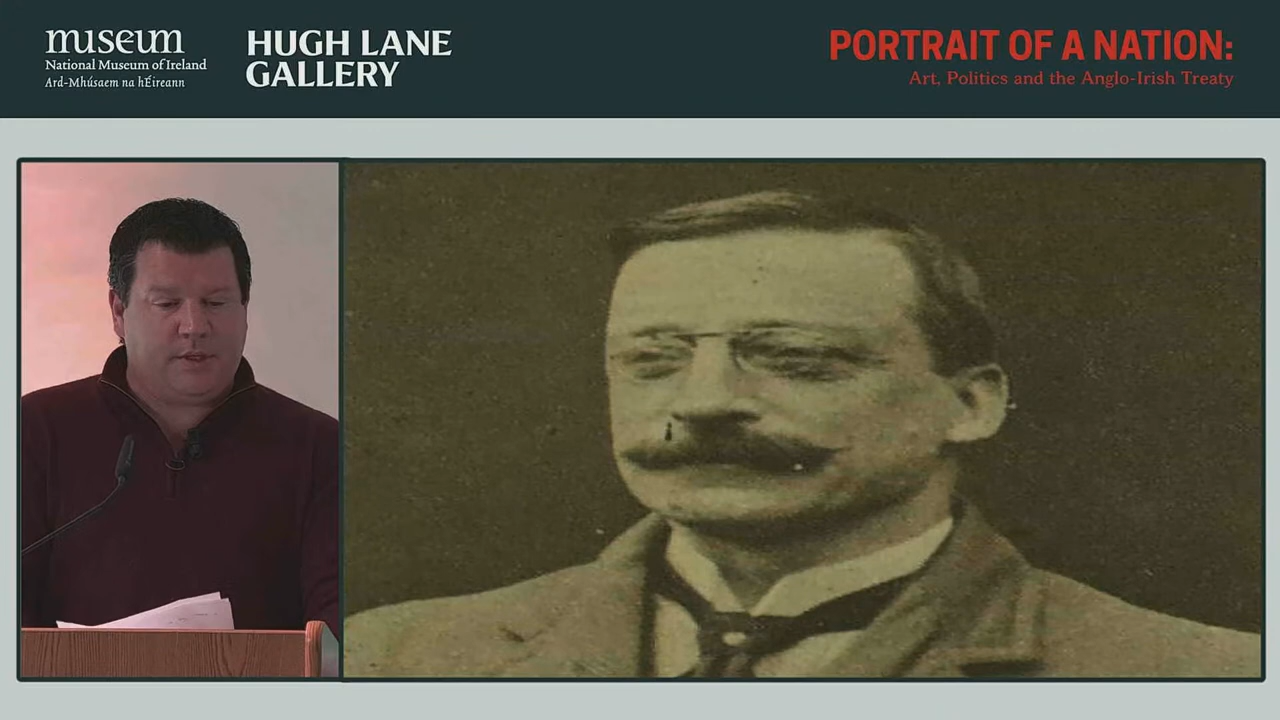 museum
National Museum of Ireland
Ard-Mhúsaem na hÉireann
HUGH LANE
GALLERY
PORTRAIT OF A NATION:
Art, Politics and the Anglo-Irish Treaty